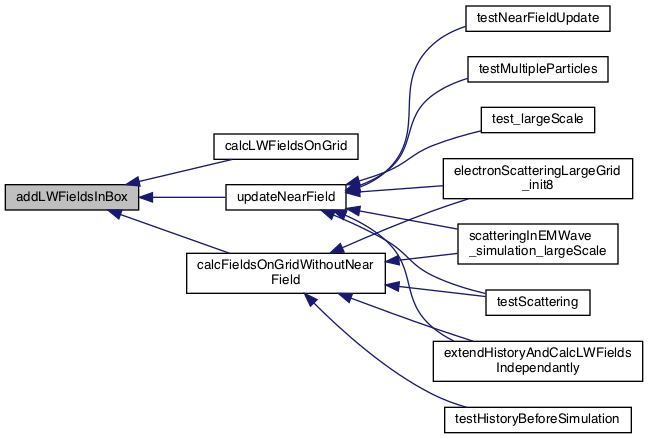 testNearFieldUpdate
testMultipleParticles
test_largeScale
calcLWFieldsOnGrid
electronScatteringLargeGrid
_init8
addLWFieldsInBox
updateNearField
scatteringInEMWave
_simulation_largeScale
calcFieldsOnGridWithoutNear
Field
testScattering
extendHistoryAndCalcLWFields
Independantly
testHistoryBeforeSimulation